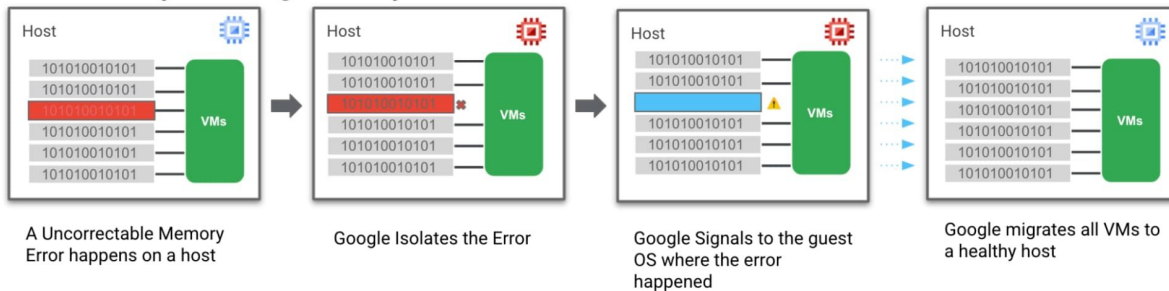 Host
101010010101
101010010101
101010010101
101010010101
101010010101
101010010101
VMs
A Uncorrectable Memory
Error happens on a host
Host
101010010101
101010010101
101010010101
101010010101
101010010101
101010010101
VMs
Google Isolates the Error
Host
101010010101
101010010101
101010010101
101010010101
101010010101
VMs
Google Signals to the guest
OS where the error
happened
Host
101010010101
101010010101
101010010101
101010010101
101010010101
101010010101
VMs
Google migrates all VMs to
a healthy host